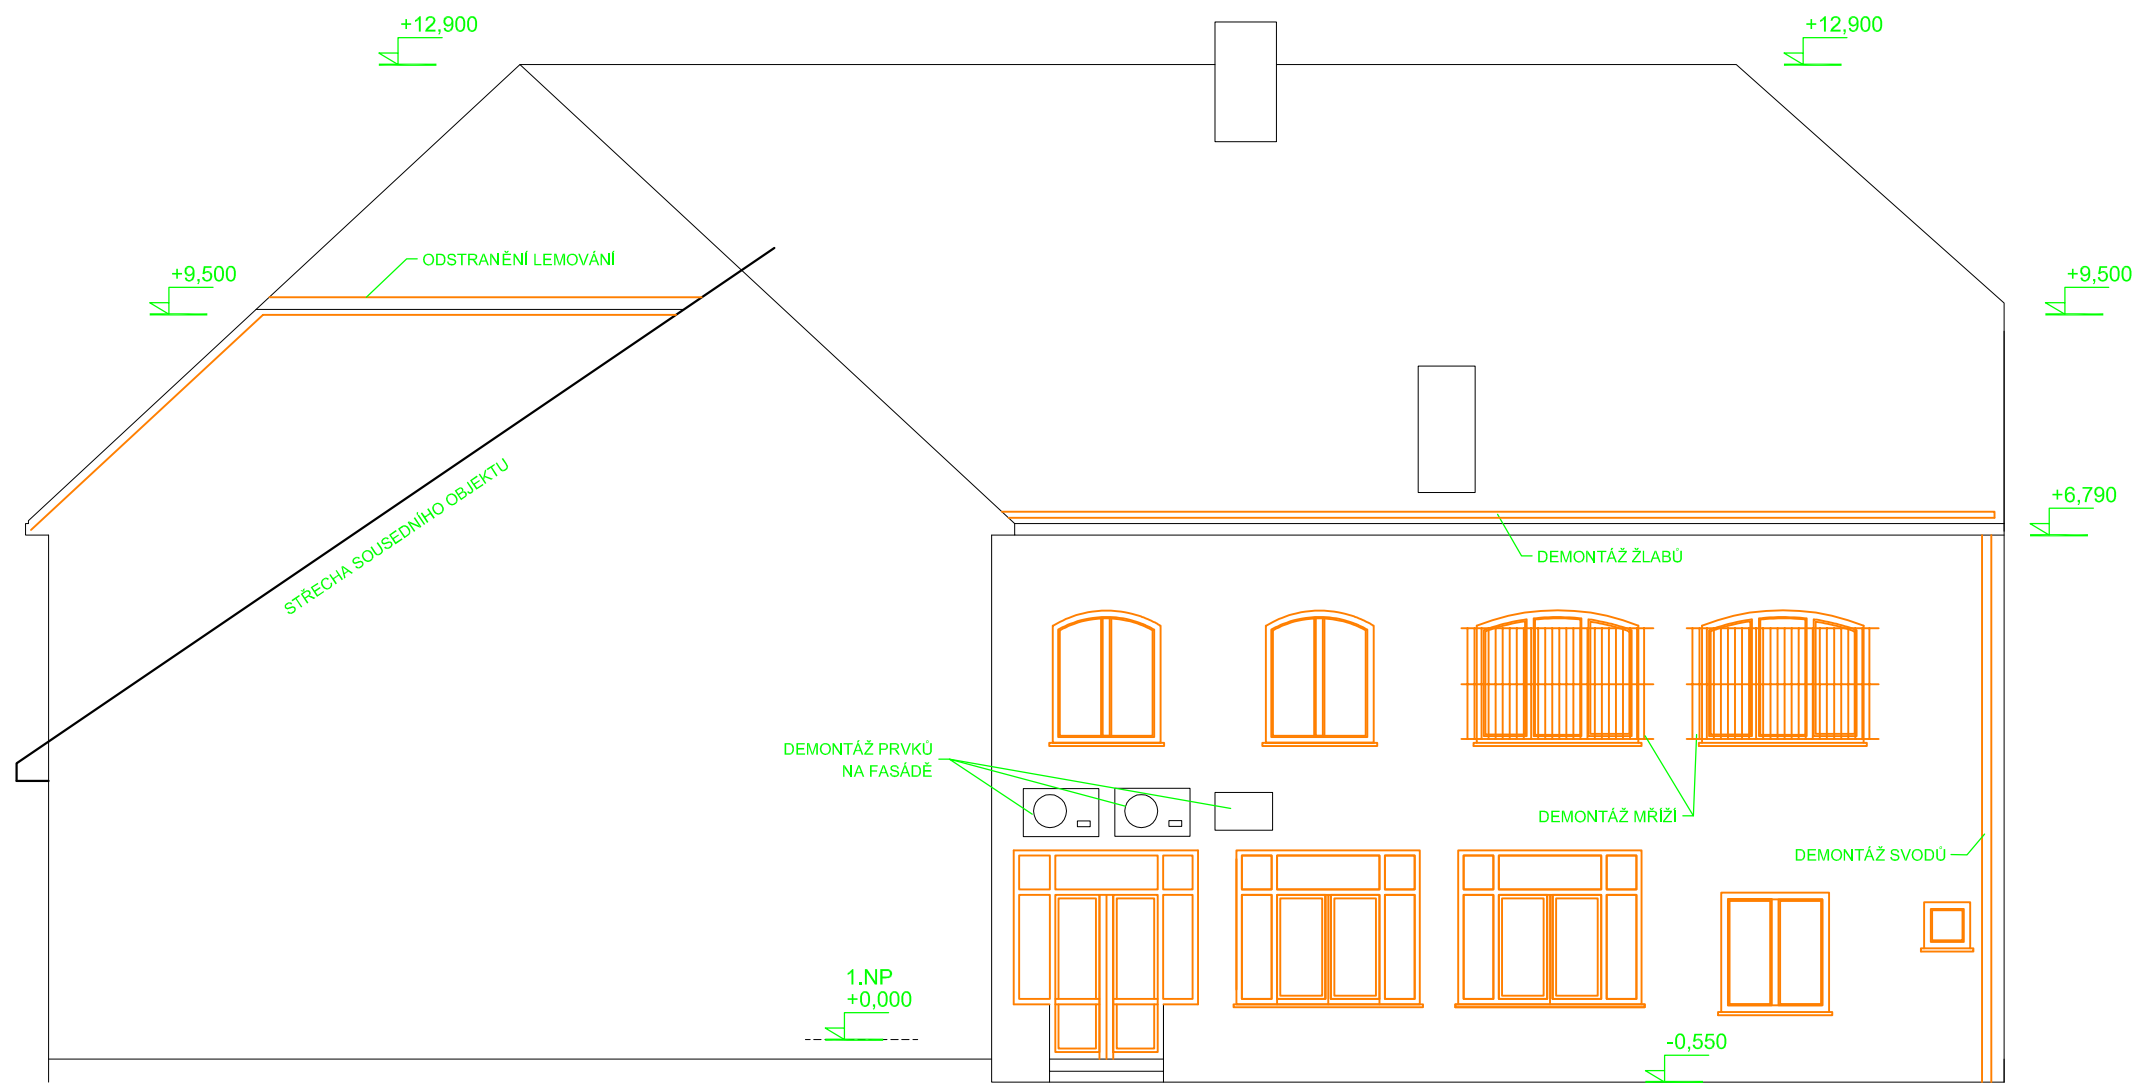 +12,900
+12,900
ODSTRANĚNÍ LEMOVÁNÍ
+9,500
+9,500
STŘECHA SOUSEDNÍHO OBJEKTU
+6,790
DEMONTÁŽ ŽLABŮ
DEMONTÁŽ PRVKŮ
NA FASÁDĚ
DEMONTÁŽ MŘÍŽÍ
DEMONTÁŽ SVODŮ
1.NP
+0,000
-0,550